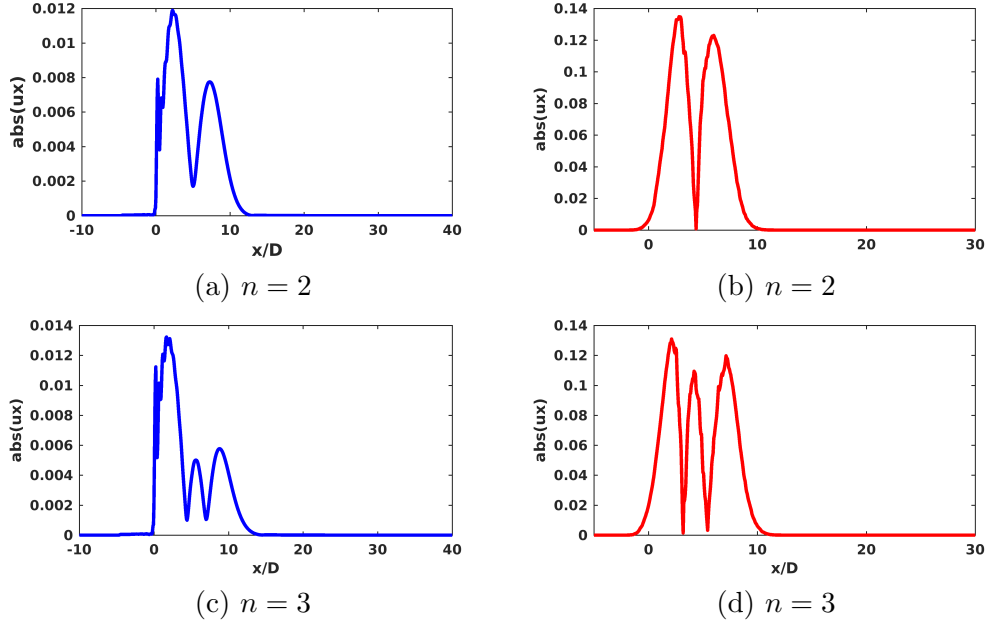 0.012
0.01
0.008
0.006
0.004
0.002
0
abs(ux)
-10 0 10 20 30 40
x/D
(a) n = 2
0.14
0.12
0.1
0.08
0.06
0.04
0.02
0
abs(ux)
0 10 20 30
(b) n = 2
0.014
0.012
0.01
0.008
0.006
0.004
0.002
0
abs(ux)
-10 0 10 20 30 40
x/D
(c) n = 3
0.14
0.12
0.1
0.08
0.06
0.04
0.02
0
abs(ux)
0 10 20 30
x/D
(d) n = 3